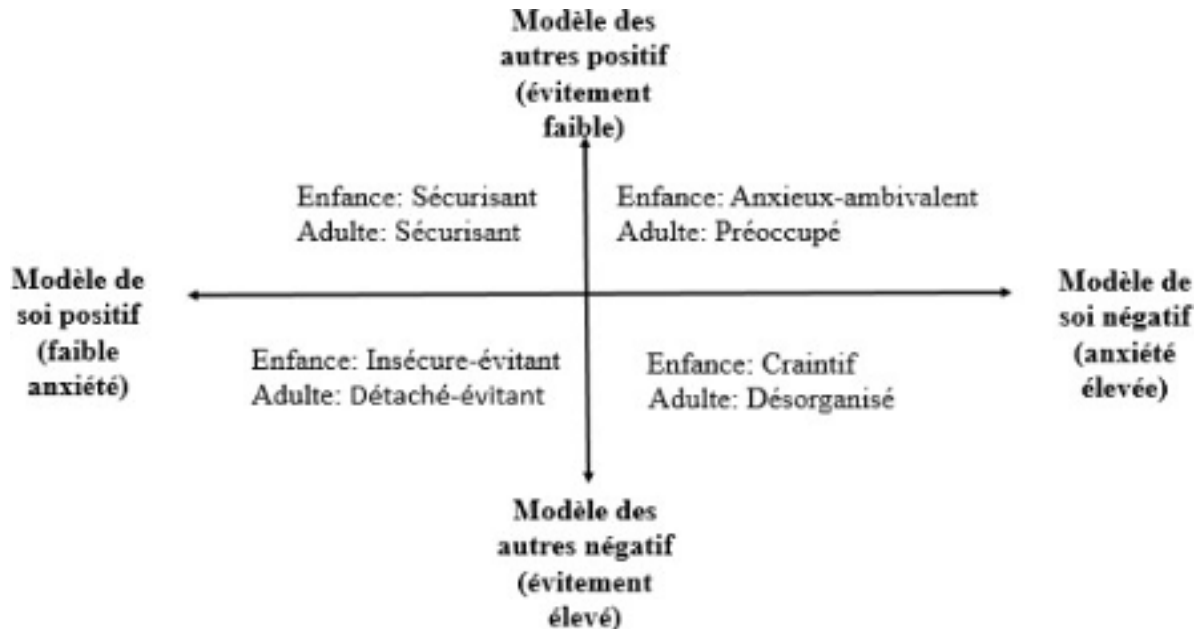 Modèle des
autres positif
(évitement
faible)
Enfance: Sécurisant
Adulte: Sécurisant
Enfance: Anxieux-ambivalent
Adulte: Préoccupé
Modèle de
soi positif
(faible
anxiété)
Modèle de
soi négatif
(anxiété
élevée)
Enfance: Insécure-évitant
Adulte: Détaché-évitant
Enfance: Craintif
Adulte: Désorganisé
Modèle des
autres négatif
(évitement
élevé)